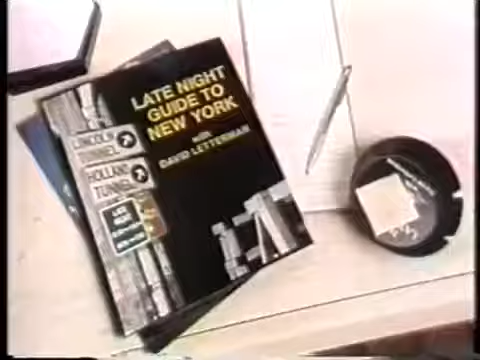 LATE NIGHT
GUIDE TO
NEW YORK
with
DAVID LETTERMAN
LINCOLN
TUNNEL
HOLLAND
TUNNEL